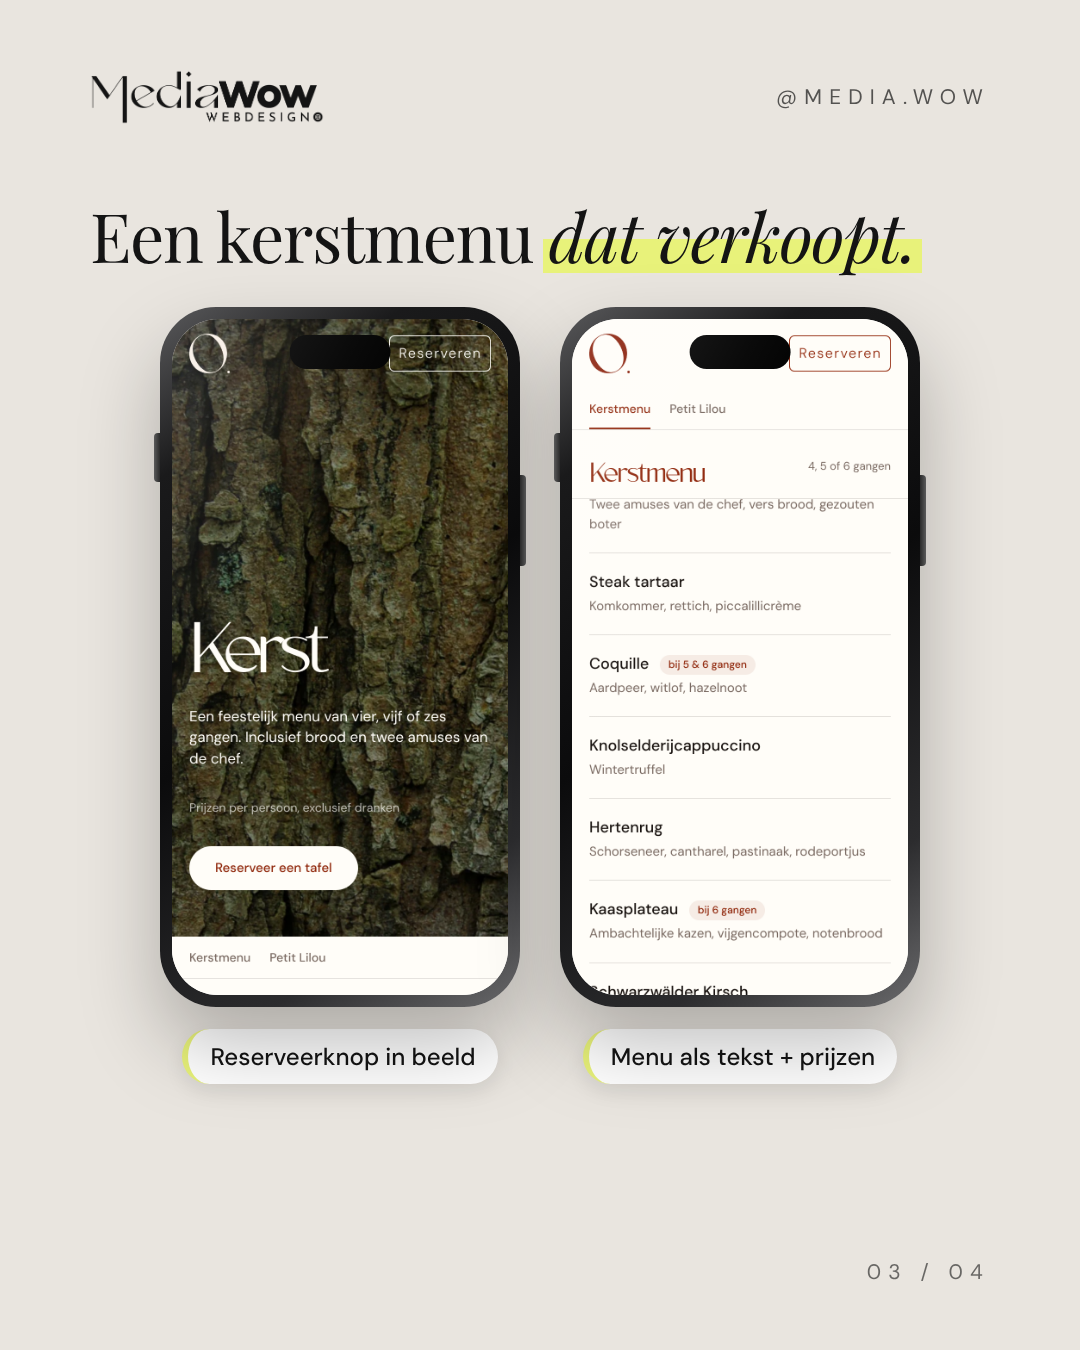 MediaWow
WEBDESIGN
@MEDIA.WOW
Een kerstmenu dat verkoopt.
O.
Reserveren
Kerst
Een feestelijk menu van vier, vijf of zes
gangen. Inclusief brood en twee amuses van
de chef.
Prijzen per persoon, exclusief dranken
Reserveer een tafel
Kerstmenu Petit Lilou
Reserveerknop in beeld
O.
Reserveren
Kerstmenu Petit Lilou
Kerstmenu 4, 5 of 6 gangen
Twee amuses van de chef, vers brood, gezouten
boter
Steak tartaar
Komkommer, rettich, piccalillicrème
Coquille bij 5 & 6 gangen
Aardpeer, witlof, hazelnoot
Knolselderijcappuccino
Wintertruffel
Hertenrug
Schorseneer, cantharel, pastinaak, rodeportjus
Kaasplateau bij 6 gangen
Ambachtelijke kazen, vijgencompote, notenbrood
Schwarzwälder Kirsch
Menu als tekst + prijzen
03 / 04